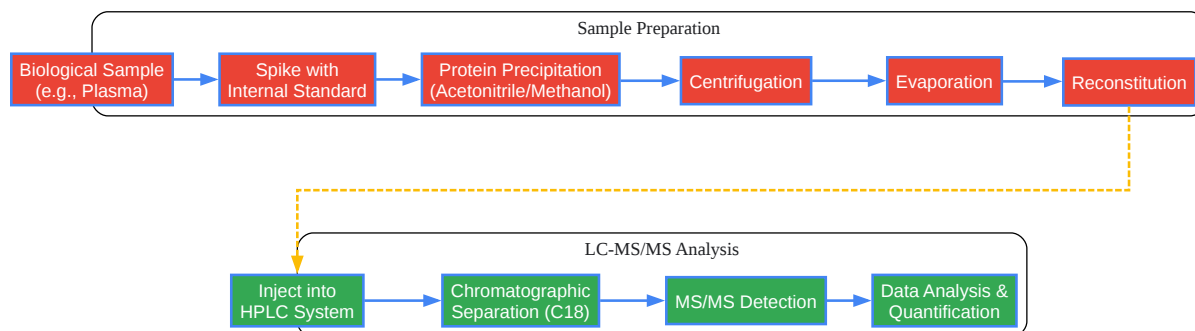 Sample Preparation
Biological Sample
(e.g., Plasma)
Spike with
Internal Standard
Protein Precipitation
(Acetonitrile/Methanol)
Centrifugation
Evaporation
Reconstitution
LC-MS/MS Analysis
Inject into
HPLC System
Chromatographic
Separation (C18)
MS/MS Detection
Data Analysis &
Quantification